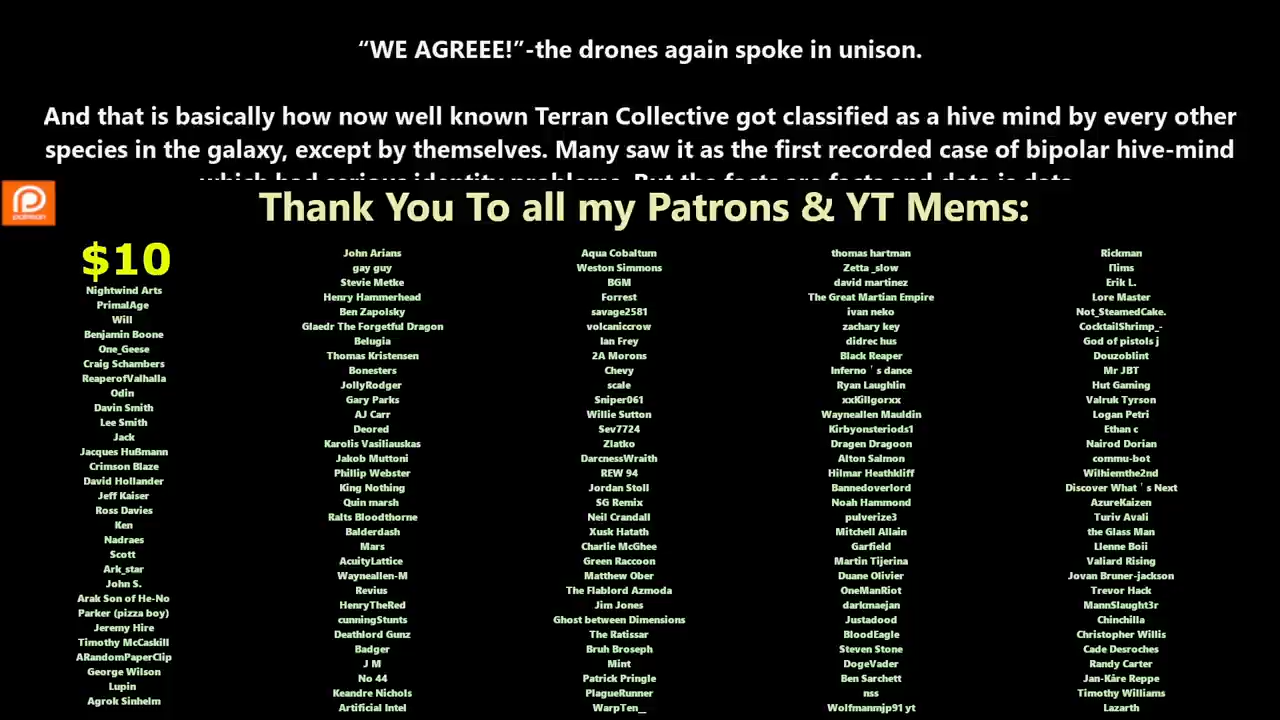 “WE AGREEE!”-the drones again spoke in unison.
And that is basically how now well known Terran Collective got classified as a hive mind by every other
species in the galaxy, except by themselves. Many saw it as the first recorded case of bipolar hive-mind
which had serious identity problems. But the facts are facts and data is data.
patreon
Thank You To all my Patrons & YT Mems:
$10
Nightwind Arts
PrimalAge
Will
Benjamin Boone
One_Geese
Craig Schambers
ReaperofValhalla
Odin
Davin Smith
Lee Smith
Jack
Jacques Hußmann
Crimson Blaze
David Hollander
Jeff Kaiser
Ross Davies
Ken
Nadraes
Scott
Ark_star
John S.
Arak Son of He-No
Parker (pizza boy)
Jeremy Hire
Timothy McCaskill
ARandomPaperClip
George Wilson
Lupin
Agrok Sinhelm
John Arians
gay guy
Stevie Metke
Henry Hammerhead
Ben Zapolsky
Glaedr The Forgetful Dragon
Belugia
Thomas Kristensen
Bonesters
JollyRodger
Gary Parks
AJ Carr
Deored
Karolis Vasiliauskas
Jakob Muttoni
Phillip Webster
King Nothing
Quin marsh
Ralts Bloodthorne
Balderdash
Mars
AcuityLattice
Wayneallen-M
Revius
HenryTheRed
cunningStunts
Deathlord Gunz
Badger
J M
No 44
Keandre Nichols
Artificial Intel
Aqua Cobaltum
Weston Simmons
BGM
Forrest
savage2581
volcaniccrow
Ian Frey
2A Morons
Chevy
scale
Sniper061
Willie Sutton
Sev7724
Zlatko
DarcnessWraith
REW 94
Jordan Stoll
SG Remix
Neil Crandall
Xusk Hatath
Charlie McGhee
Green Raccoon
Matthew Ober
The Flablord Azmoda
Jim Jones
Ghost between Dimensions
The Ratissar
Bruh Broseph
Mint
Patrick Pringle
PlagueRunner
WarpTen__
thomas hartman
Zetta _slow
david martinez
The Great Martian Empire
ivan neko
zachary key
didrec hus
Black Reaper
Inferno＇s dance
Ryan Laughlin
xxKillgorxx
Wayneallen Mauldin
Kirbyonsteriods1
Dragen Dragoon
Alton Salmon
Hilmar Heathkliff
Bannedoverlord
Noah Hammond
pulverize3
Mitchell Allain
Garfield
Martin Tijerina
Duane Olivier
OneManRiot
darkmaejan
Justadood
BloodEagle
Steven Stone
DogeVader
Ben Sarchett
nss
Wolfmanmjp91 yt
Rickman
Пims
Erik L.
Lore Master
Not_SteamedCake.
CocktailShrimp_-
God of pistols j
Douzoblint
Mr JBT
Hut Gaming
Valruk Tyrson
Logan Petri
Ethan c
Nairod Dorian
commu-bot
Wilhiemthe2nd
Discover What＇s Next
AzureKaizen
Turiv Avali
the Glass Man
Llenne Boii
Valiard Rising
Jovan Bruner-jackson
Trevor Hack
MannSlaught3r
Chinchilla
Christopher Willis
Cade Desroches
Randy Carter
Jan-Kåre Reppe
Timothy Williams
Lazarth